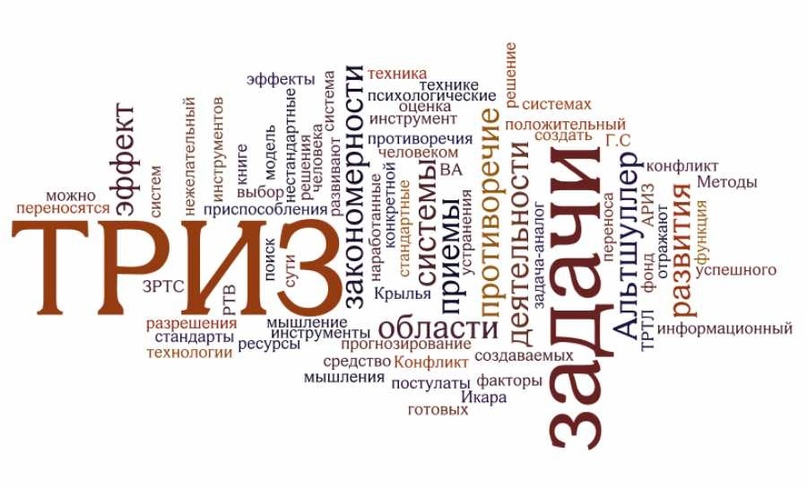 решение
эффекты
система
техника
технике
психологические
оценка
инструмент
системах
положительный
создать
Г.С
эффект
нежелательный
инструментов
модель
нестандартные
решения
человека
развивают
закономерности
противоречия
человеком
противоречие
деятельности
задачи
Альтшуллер
конфликт
Методы
можно
переносятся
систем
книге
выбор
приспособления
наработанные
конкретной
стандартные
системы
ВА
приемы
устранения
задача-аналог
переноса
фонд
АРИЗ
отражают
развития
функция
успешного
ТРИЗ
ЗРТС
РТВ
поиск
сути
Крылья
ТРТЛ
информационный
разрешения
мышление
стандарты
инструменты
области
технологии
ресурсы
прогнозирование
средство
Конфликт
создаваемых
мышления
постулаты
факторы
Икара
готовых